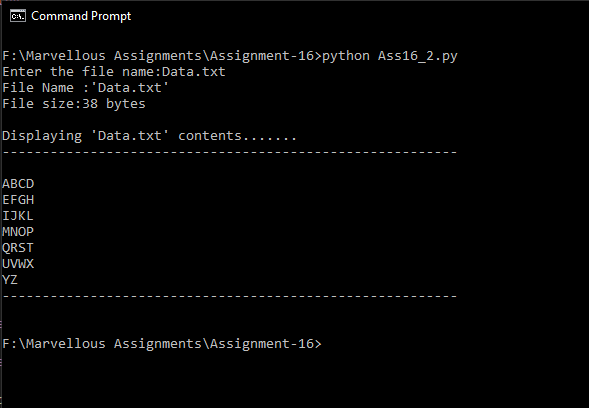 Command Prompt
F:\Marvellous Assignments\Assignment-16>python Ass16_2.py
Enter the file name:Data.txt
File Name :'Data.txt'
File size:38 bytes
Displaying 'Data.txt' contents.......
---------------------------------------------------------
ABCD
EFGH
IJKL
MNOP
QRST
UVWX
YZ
---------------------------------------------------------
F:\Marvellous Assignments\Assignment-16>